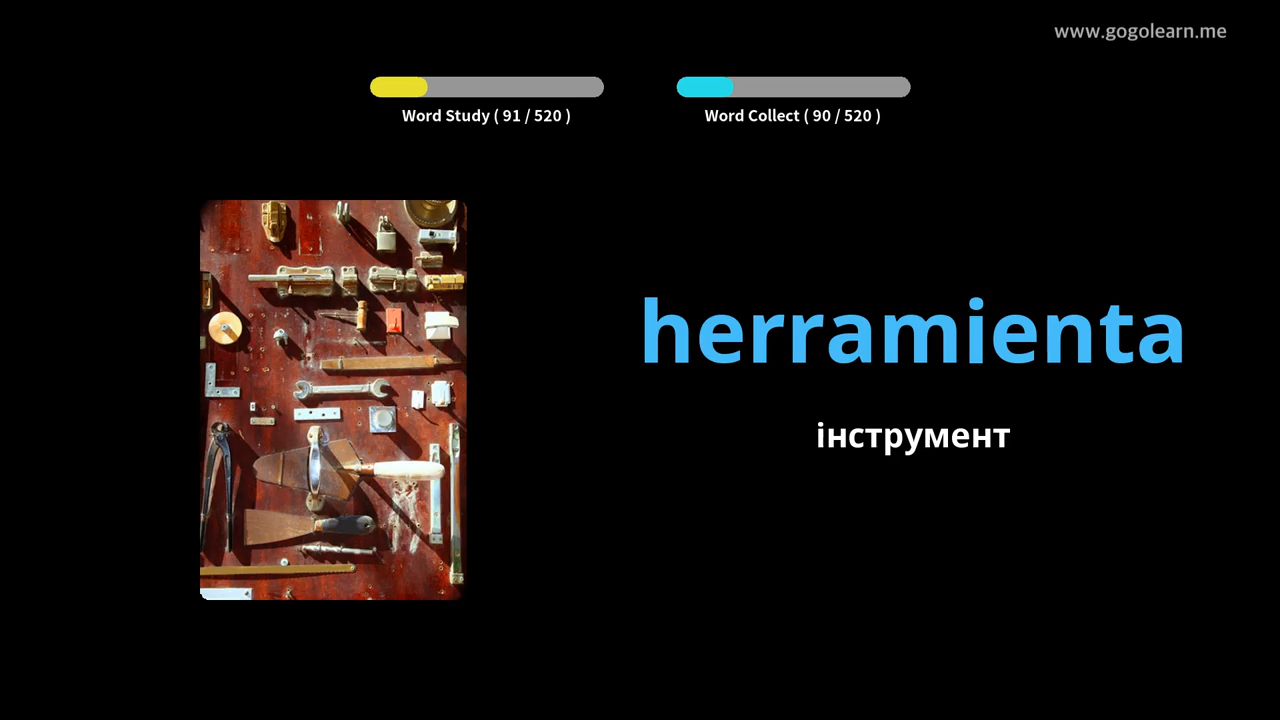 www.gogolearn.me
Word Study ( 91 / 520 )
Word Collect ( 90 / 520 )
herramienta
інструмент